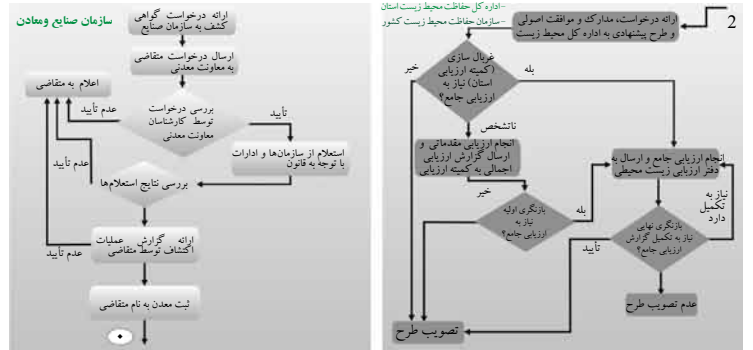 -اداره کل حفاظت محیط زیست استان
-سازمان حفاظت محیط زیست کشور
2
ارائه درخواست، مدارک و موافقت اصولی
و طرح پیشنهادی به اداره کل محیط زیست
غربال سازی
(کمیته ارزیابی
استان) نیاز به
ارزیابی جامع؟
بله
خیر
نامشخص
انجام ارزیابی مقدماتی و
ارسال گزارش ارزیابی
اجمالی به کمیته ارزیابی
انجام ارزیابی جامع و ارسال به
دفتر ارزیابی زیست محیطی
خیر
بله
بازنگری اولیه
نیاز به
ارزیابی جامع؟
بازنگری نهایی
نیاز به تکمیل گزارش
ارزیابی جامع؟
نیاز به
تکمیل
دارد
تأیید
عدم تصویب طرح
تصویب طرح
سازمان صنایع ومعادن
ارائه درخواست گواهی
کشف به سازمان صنایع
ارسال درخواست متقاضی
به معاونت معدنی
اعلام به متقاضی
بررسی درخواست
توسط کارشناسان
معاونت معدنی
عدم تأیید
تأیید
استعلام از سازمان‌ها و ادارات
با توجه به قانون
عدم تأیید
بررسی نتایج استعلام‌ها
ارائه گزارش عملیات
اکتشاف توسط متقاضی
عدم تأیید
ثبت معدن به نام متقاضی